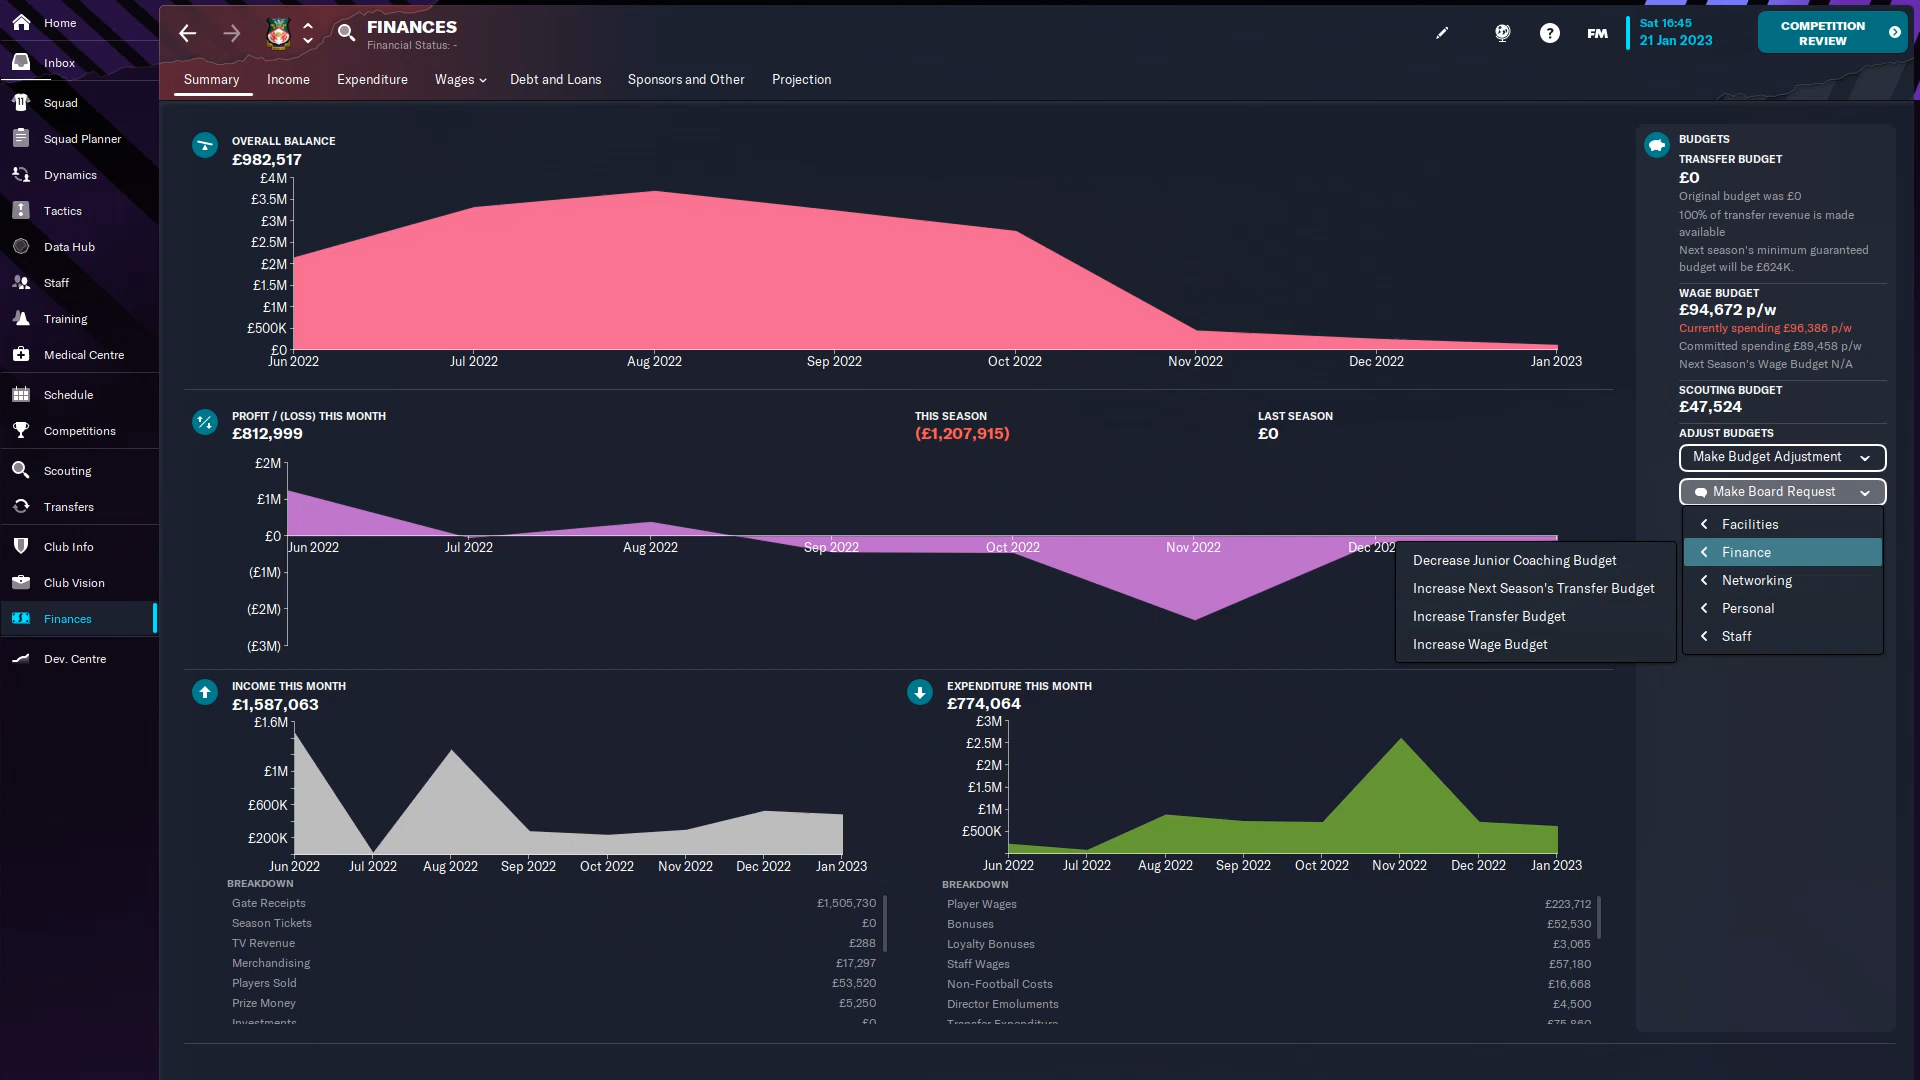 Home
Inbox
Squad
Squad Planner
Dynamics
Tactics
Data Hub
Staff
Training
Medical Centre
Schedule
Competitions
Scouting
Transfers
Club Info
Club Vision
Finances
Dev. Centre
FINANCES
Financial Status: -
FM
Sat 16:45
21 Jan 2023
COMPETITION
REVIEW
Summary
Income
Expenditure
Wages
Debt and Loans
Sponsors and Other
Projection
OVERALL BALANCE
£982,517
£4M
£3.5M
£3M
£2.5M
£2M
£1.5M
£1M
£500K
£0
Jun 2022
Jul 2022
Aug 2022
Sep 2022
Oct 2022
Nov 2022
Dec 2022
Jan 2023
PROFIT / (LOSS) THIS MONTH
£812,999
THIS SEASON
(£1,207,915)
LAST SEASON
£0
£2M
£1M
£0
(£1M)
(£2M)
(£3M)
Jun 2022
Jul 2022
Aug 2022
Sep 2022
Oct 2022
Nov 2022
Dec 202
INCOME THIS MONTH
£1,587,063
£1.6M
£1M
£600K
£200K
Jun 2022
Jul 2022
Aug 2022
Sep 2022
Oct 2022
Nov 2022
Dec 2022
Jan 2023
BREAKDOWN
Gate Receipts £1,505,730
Season Tickets £0
TV Revenue £288
Merchandising £17,297
Players Sold £53,520
Prize Money £5,250
Investments £0
EXPENDITURE THIS MONTH
£774,064
£3M
£2.5M
£2M
£1.5M
£1M
£500K
Jun 2022
Jul 2022
Aug 2022
Sep 2022
Oct 2022
Nov 2022
Dec 2022
Jan 2023
BREAKDOWN
Player Wages £223,712
Bonuses £52,530
Loyalty Bonuses £3,065
Staff Wages £57,180
Non-Football Costs £16,668
Director Emoluments £4,500
Transfer Expenditure £75,860
BUDGETS
TRANSFER BUDGET
£0
Original budget was £0
100% of transfer revenue is made
available
Next season's minimum guaranteed
budget will be £624K.
WAGE BUDGET
£94,672 p/w
Currently spending £96,386 p/w
Committed spending £89,458 p/w
Next Season's Wage Budget N/A
SCOUTING BUDGET
£47,524
ADJUST BUDGETS
Make Budget Adjustment
Make Board Request
Facilities
Finance
Networking
Personal
Staff
Decrease Junior Coaching Budget
Increase Next Season's Transfer Budget
Increase Transfer Budget
Increase Wage Budget